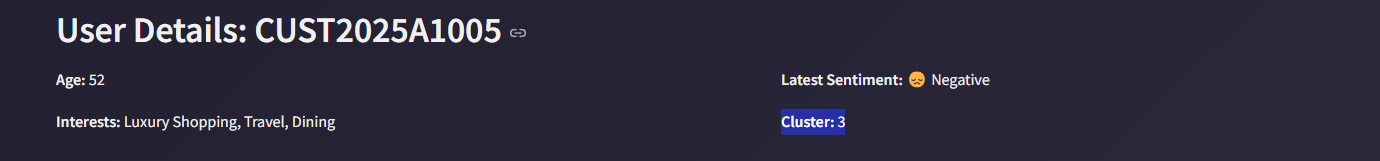 User Details: CUST2025A1005
Age: 52
Latest Sentiment: 😞 Negative
Interests: Luxury Shopping, Travel, Dining
Cluster: 3